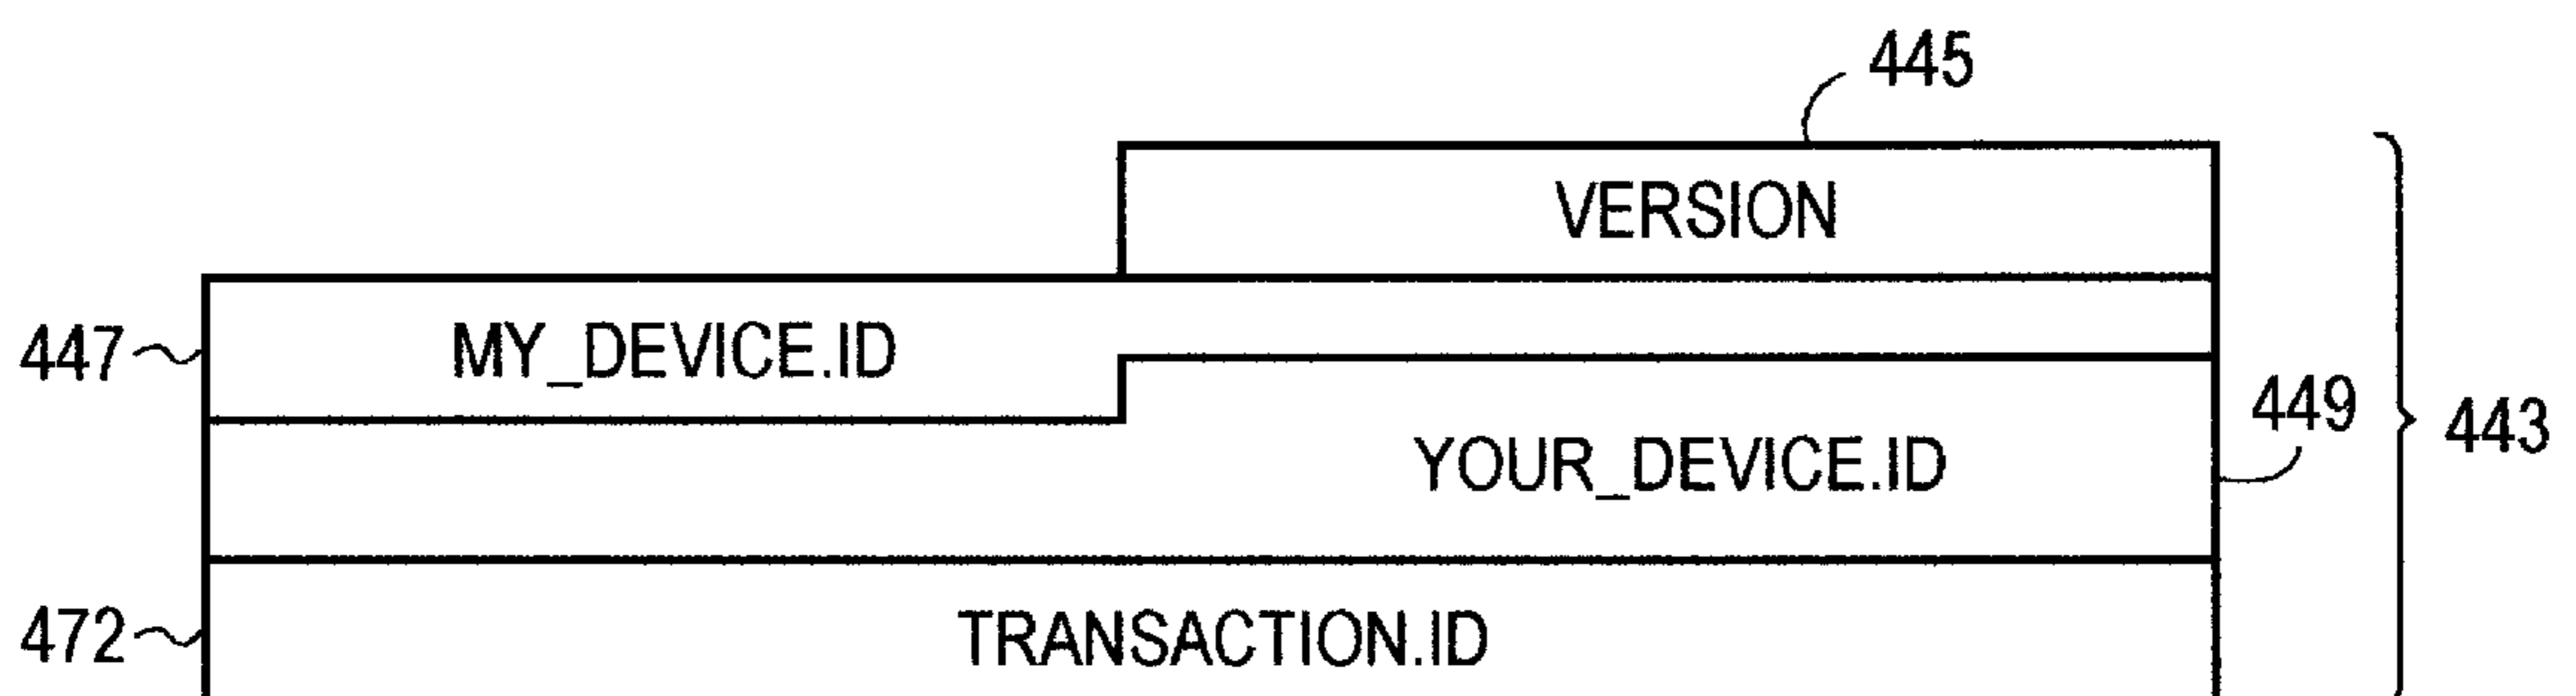 445
VERSION
447 MY_DEVICE.ID
449
443
YOUR_DEVICE.ID
472 TRANSACTION.ID